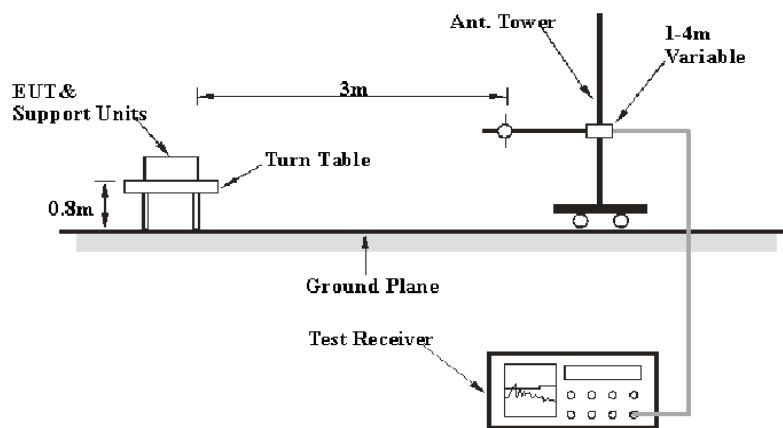 Ant. Tower
1-4m
Variable
EUT&
Support Units
3m
Turn Table
0.8m
Ground Plane
Test Receiver